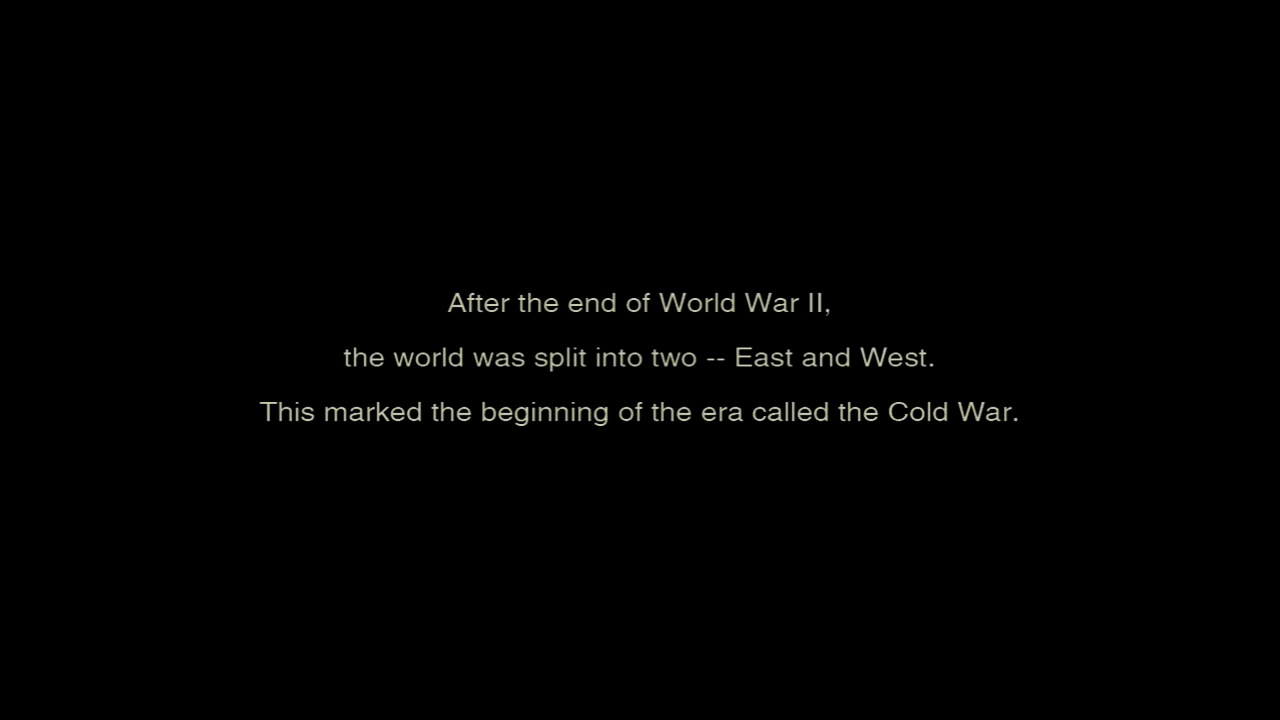 After the end of World War II,
the world was split into two -- East and West.
This marked the beginning of the era called the Cold War.